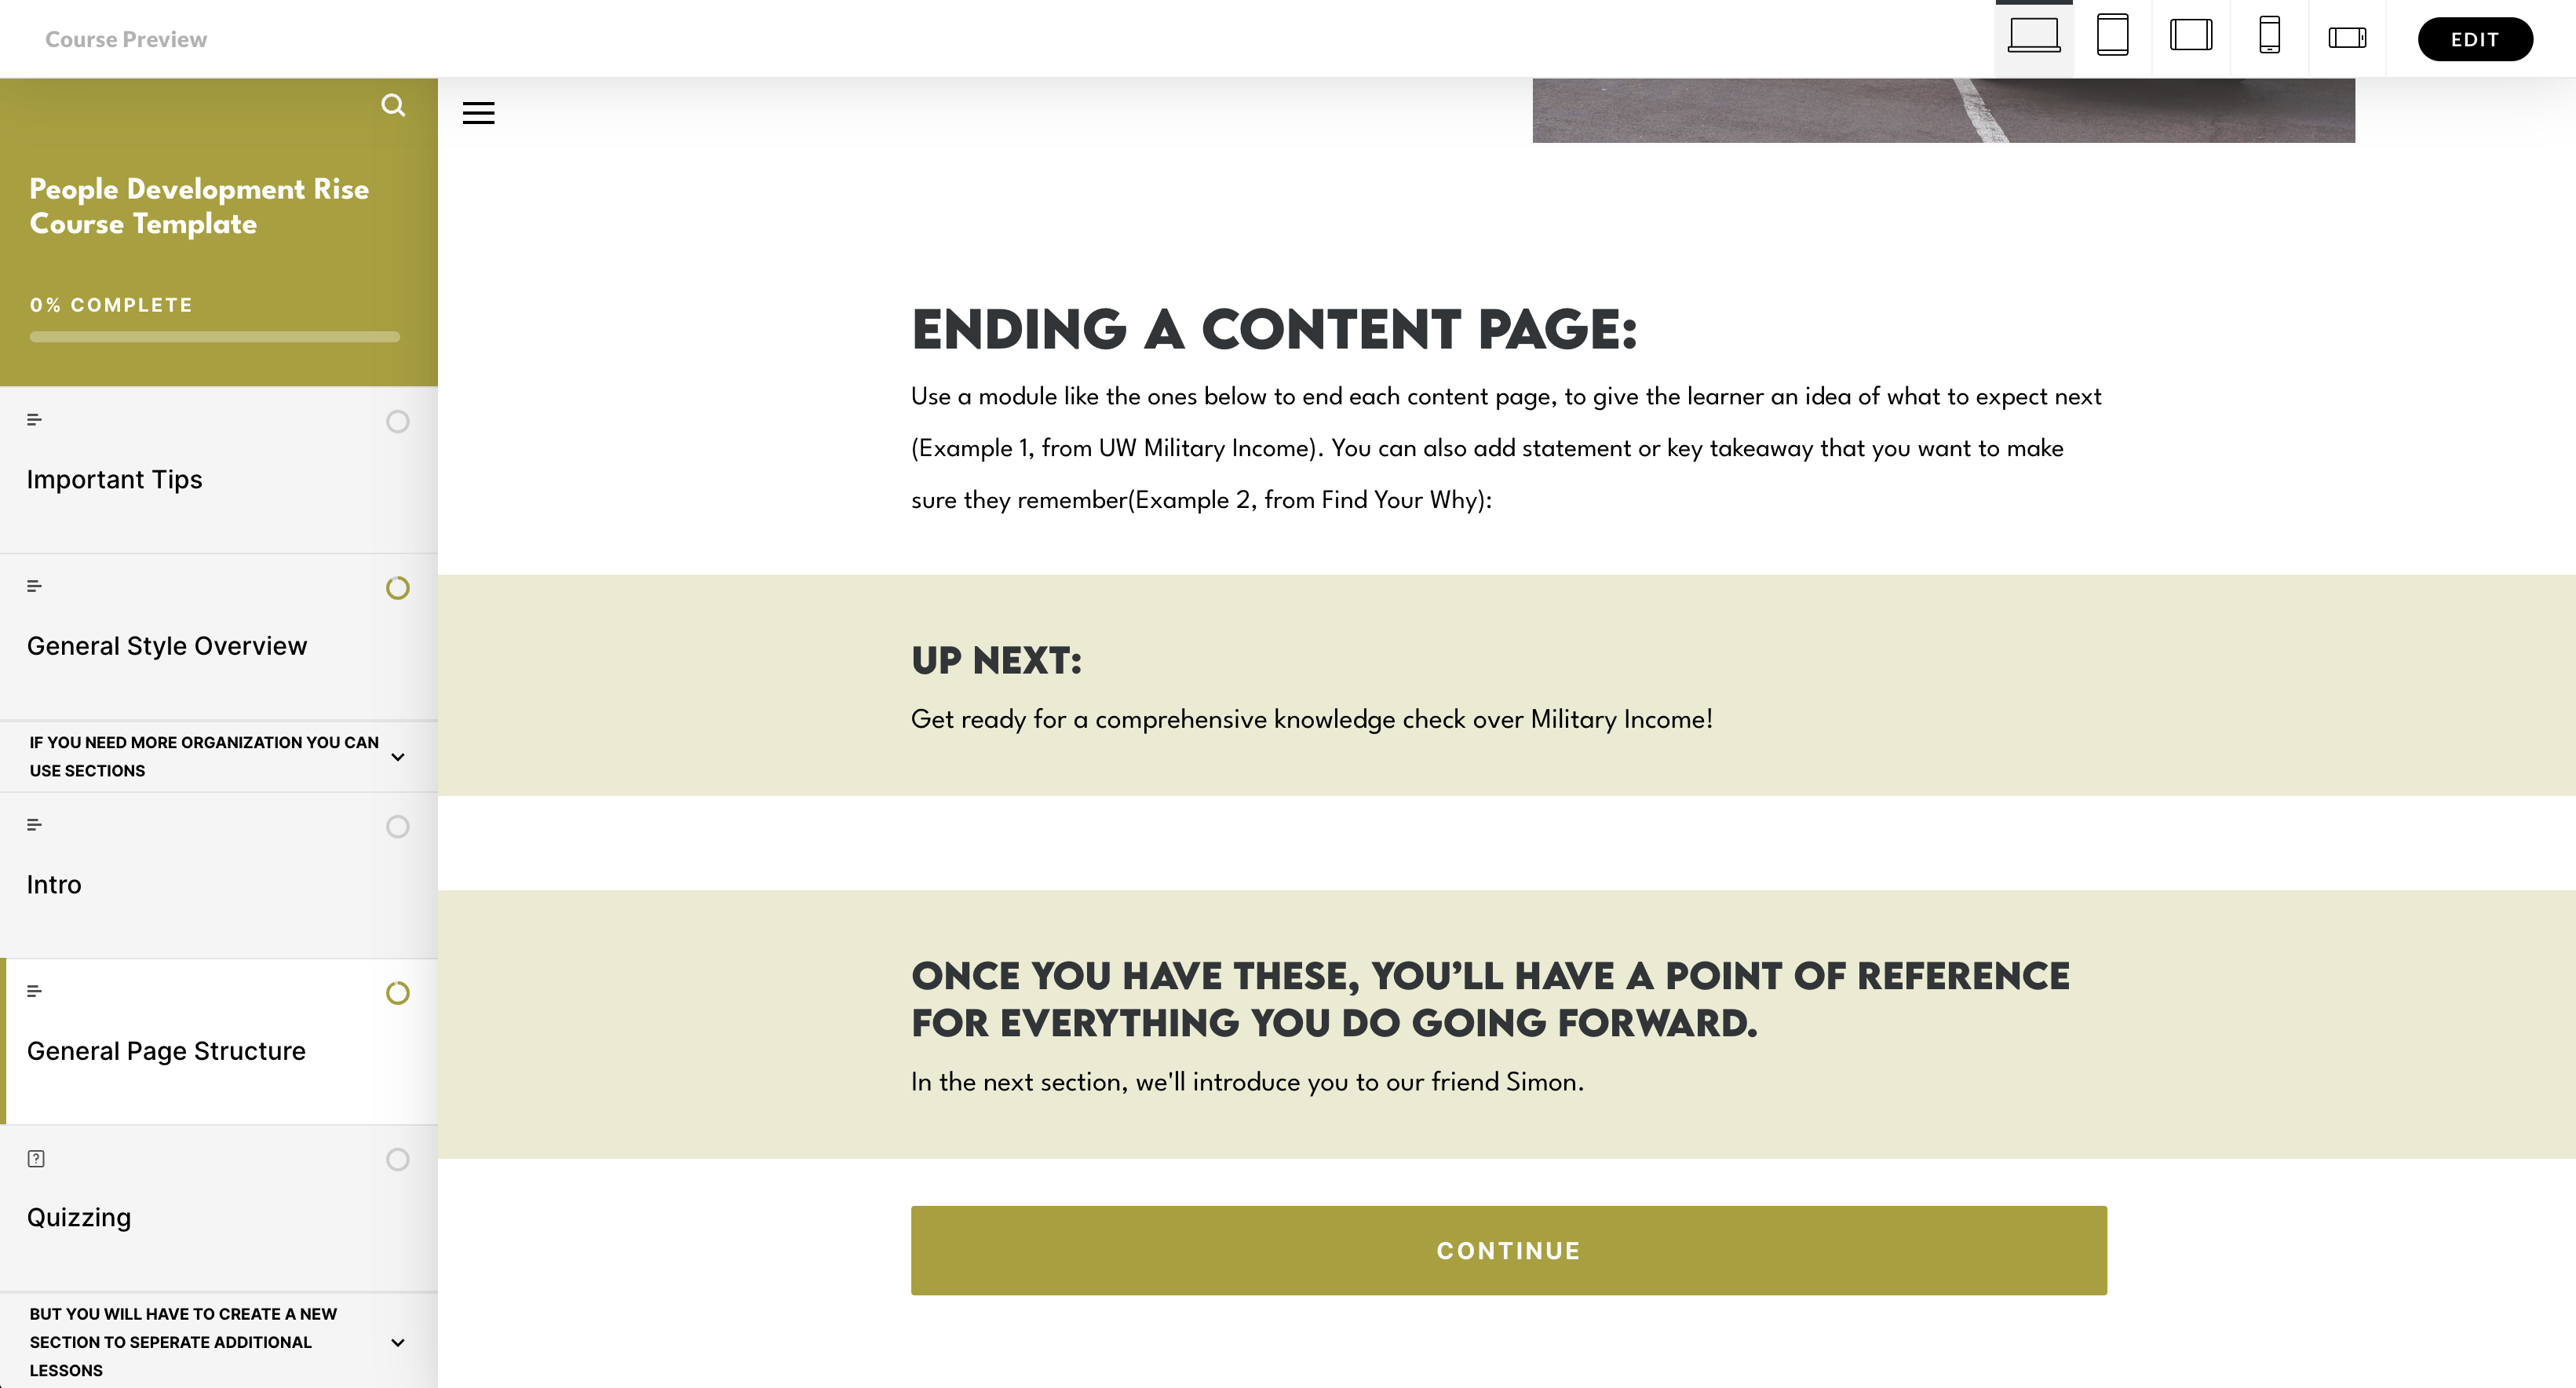 Course Preview
EDIT
People Development Rise
Course Template
0% COMPLETE
Important Tips
General Style Overview
IF YOU NEED MORE ORGANIZATION YOU CAN
USE SECTIONS
Intro
General Page Structure
Quizzing
BUT YOU WILL HAVE TO CREATE A NEW
SECTION TO SEPERATE ADDITIONAL
LESSONS
ENDING A CONTENT PAGE:
Use a module like the ones below to end each content page, to give the learner an idea of what to expect next
(Example 1, from UW Military Income). You can also add statement or key takeaway that you want to make
sure they remember(Example 2, from Find Your Why):
UP NEXT:
Get ready for a comprehensive knowledge check over Military Income!
ONCE YOU HAVE THESE, YOU’LL HAVE A POINT OF REFERENCE
FOR EVERYTHING YOU DO GOING FORWARD.
In the next section, we'll introduce you to our friend Simon.
CONTINUE